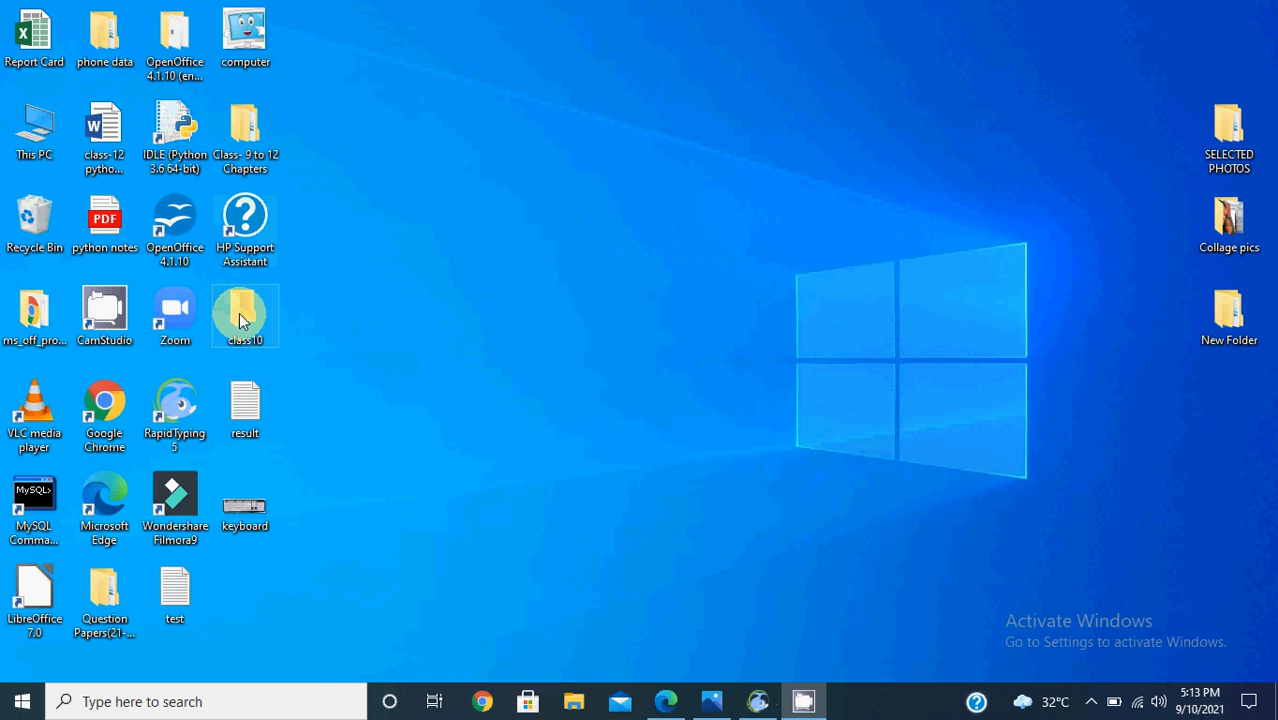 Report Card
phone data
OpenOffice
4.1.10 (en...
computer
This PC
class-12
pytho...
IDLE (Python
3.6 64-bit)
Class- 9 to 12
Chapters
SELECTED
PHOTOS
Recycle Bin
PDF
python notes
OpenOffice
4.1.10
HP Support
Assistant
Collage pics
ms_off_pro...
CamStudio
Zoom
class10
New Folder
VLC media
player
Google
Chrome
RapidTyping
5
result
MySQL>
MySQL
Comma...
Microsoft
Edge
Wondershare
Filmora9
keyboard
LibreOffice
7.0
Question
Papers(21-...
test
Activate Windows
Go to Settings to activate Windows.
Type here to search
32°C
5:13 PM
9/10/2021